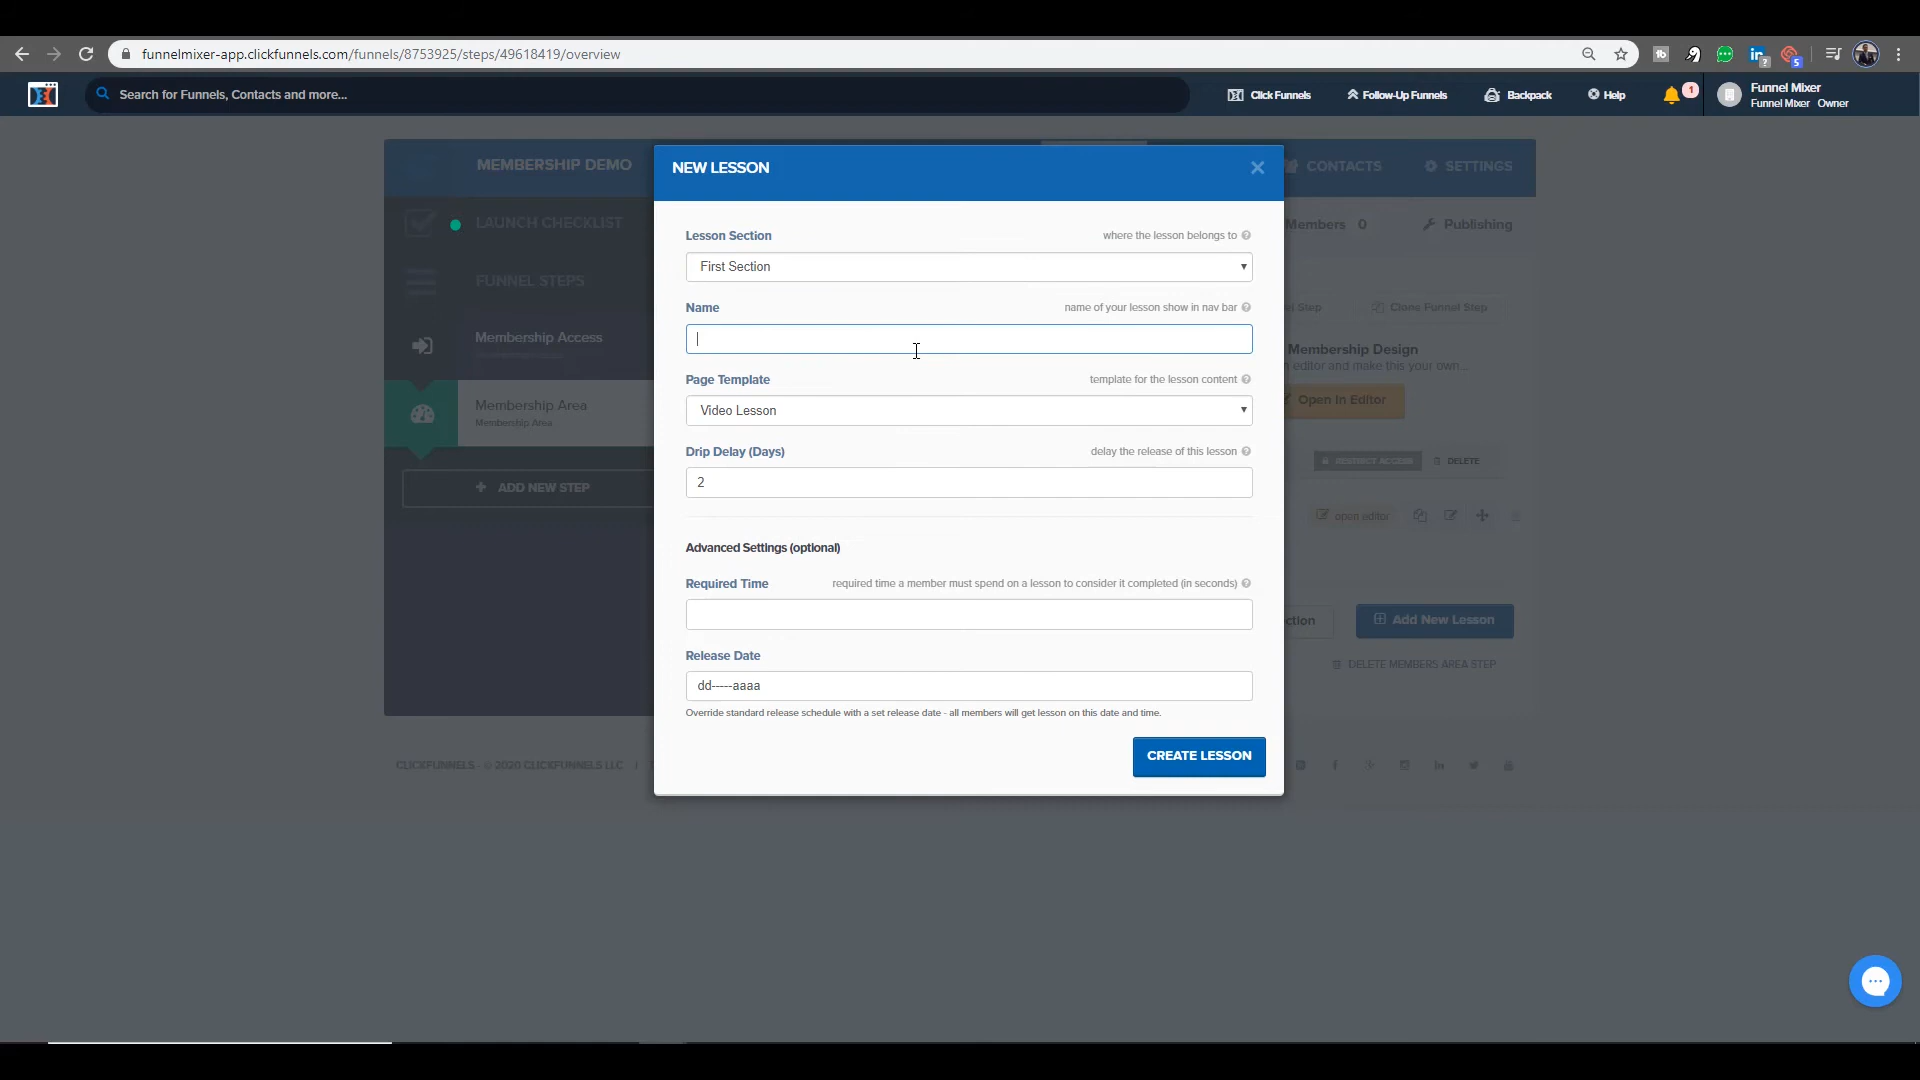 funnelmixer-app.clickfunnels.com/funnels/8753925/steps/49618419/overview
Search for Funnels, Contacts and more...
Click Funnels
Follow-Up Funnels
Backpack
Help
1
Funnel Mixer
Funnel Mixer Owner
MEMBERSHIP DEMO
CONTACTS
SETTINGS
NEW LESSON
LAUNCH CHECKLIST
Members 0
Publishing
FUNNEL STEPS
Clone Funnel Step
Membership Access
Membership Design
editor and make this your own...
Open in Editor
Membership Area
Membership Area
RESTRICT ACCESS
DELETE
ADD NEW STEP
open editor
Add New Lesson
DELETE MEMBERS AREA STEP
Lesson Section
where the lesson belongs to
First Section
Name
name of your lesson show in nav bar
Page Template
template for the lesson content
Video Lesson
Drip Delay (Days)
delay the release of this lesson
2
Advanced Settings (optional)
Required Time
required time a member must spend on a lesson to consider it completed (in seconds)
Release Date
dd-----aaaa
Override standard release schedule with a set release date - all members will get lesson on this date and time.
CREATE LESSON
CLICKFUNNELS - © 2020 CLICKFUNNELS LLC